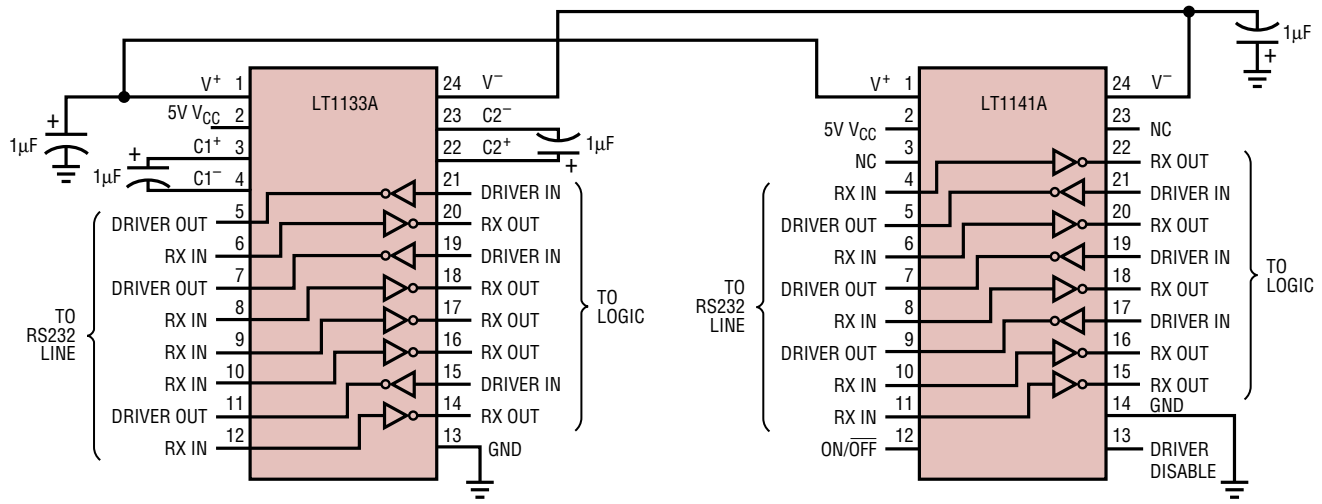 1μF
+
V+ 1
LT1133A
24 V−
5V VCC 2
23 C2−
C1+ 3
22 C2+
1μF
+
C1− 4
+
1μF
+
1μF
21 DRIVER IN
DRIVER OUT 5
20 RX OUT
RX IN 6
19 DRIVER IN
DRIVER OUT 7
18 RX OUT
RX IN 8
17 RX OUT
RX IN 9
16 RX OUT
RX IN 10
15 DRIVER IN
DRIVER OUT 11
14 RX OUT
RX IN 12
13 GND
TO
RS232
LINE
TO
LOGIC
V+ 1
LT1141A
24 V−
5V VCC 2
23 NC
NC 3
22 RX OUT
RX IN 4
21 DRIVER IN
DRIVER OUT 5
20 RX OUT
RX IN 6
19 DRIVER IN
DRIVER OUT 7
18 RX OUT
RX IN 8
17 DRIVER IN
DRIVER OUT 9
16 RX OUT
RX IN 10
15 RX OUT
RX IN 11
14 GND
ON/OFF 12
13 DRIVER
DISABLE
TO
RS232
LINE
TO
LOGIC
1μF
+